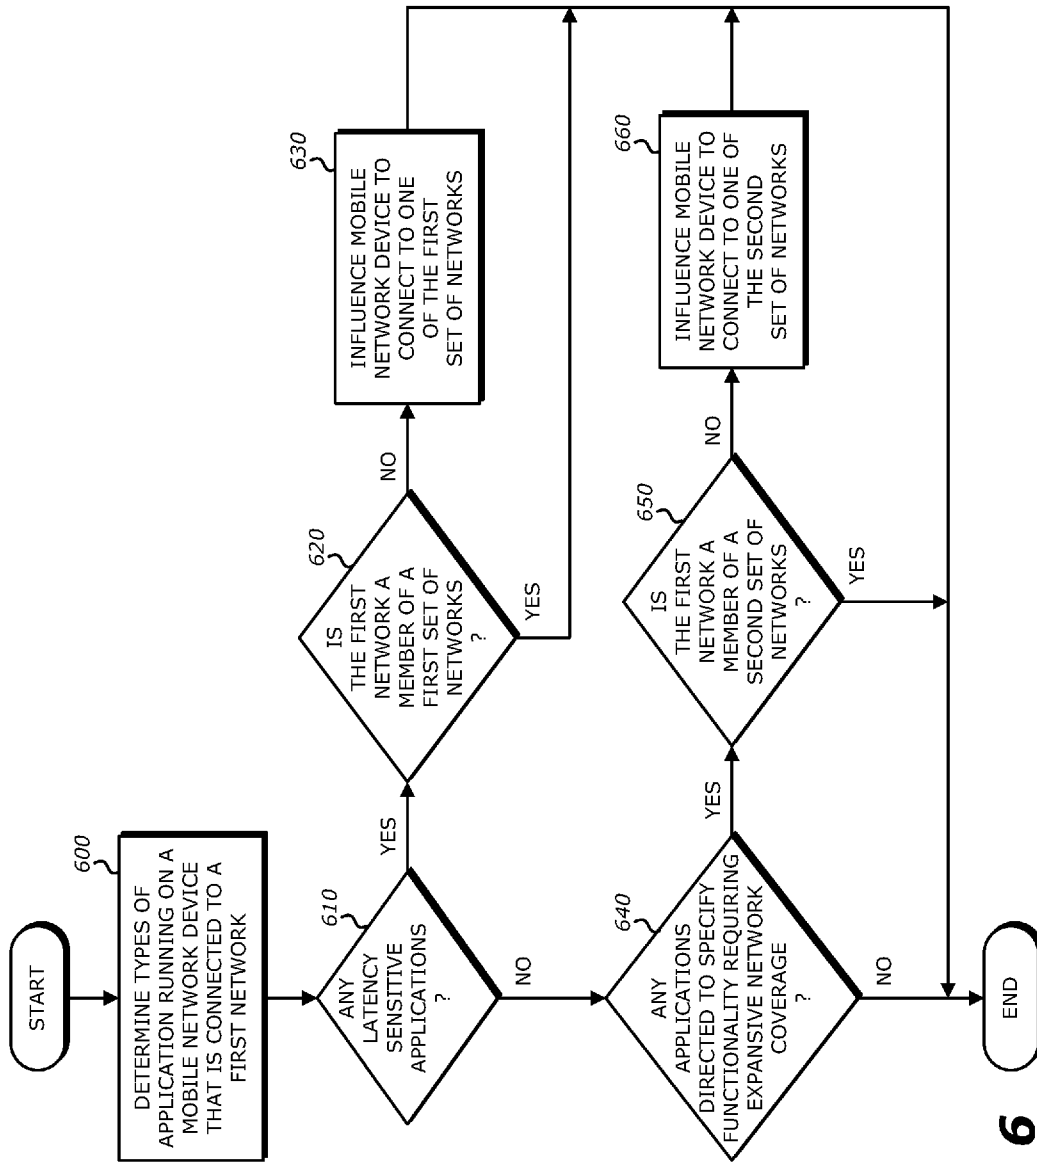 START
600
DETERMINE TYPES OF
APPLICATION RUNNING ON A
MOBILE NETWORK DEVICE
THAT IS CONNECTED TO A
FIRST NETWORK
610
ANY
LATENCY
SENSITIVE
APPLICATIONS
?
YES
NO
620
IS
THE FIRST
NETWORK A
MEMBER OF A
FIRST SET OF
NETWORKS
?
NO
YES
630
INFLUENCE MOBILE
NETWORK DEVICE TO
CONNECT TO ONE
OF THE FIRST
SET OF NETWORKS
640
ANY
APPLICATIONS
DIRECTED TO SPECIFY
FUNCTIONALITY REQUIRING
EXPANSIVE NETWORK
COVERAGE
?
YES
NO
650
IS
THE FIRST
NETWORK A
MEMBER OF A
SECOND SET OF
NETWORKS
?
NO
YES
660
INFLUENCE MOBILE
NETWORK DEVICE TO
CONNECT TO ONE OF
THE SECOND
SET OF NETWORKS
END
6